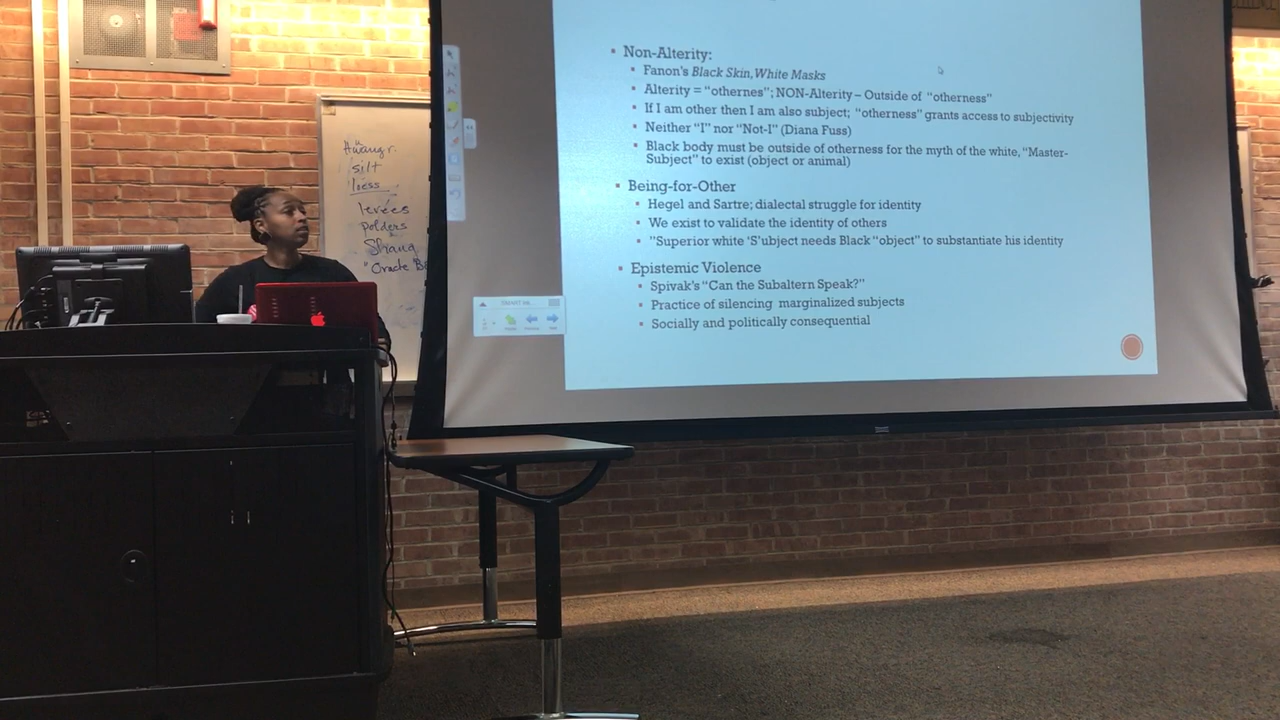 Non-Alterity:
Fanon's Black Skin, White Masks
Alterity = "othernes"; NON-Alterity – Outside of "otherness"
If I am other then I am also subject; "otherness" grants access to subjectivity
Neither "I" nor "Not-I" (Diana Fuss)
Black body must be outside of otherness for the myth of the white, "Master-
Subject" to exist (object or animal)
Being-for-Other
Hegel and Sartre; dialectal struggle for identity
We exist to validate the identity of others
"Superior white 'S'ubject needs Black "object" to substantiate his identity
Epistemic Violence
Spivak's "Can the Subaltern Speak?"
Practice of silencing marginalized subjects
Socially and politically consequential
silt
loess
levees
polders
"Oracle B